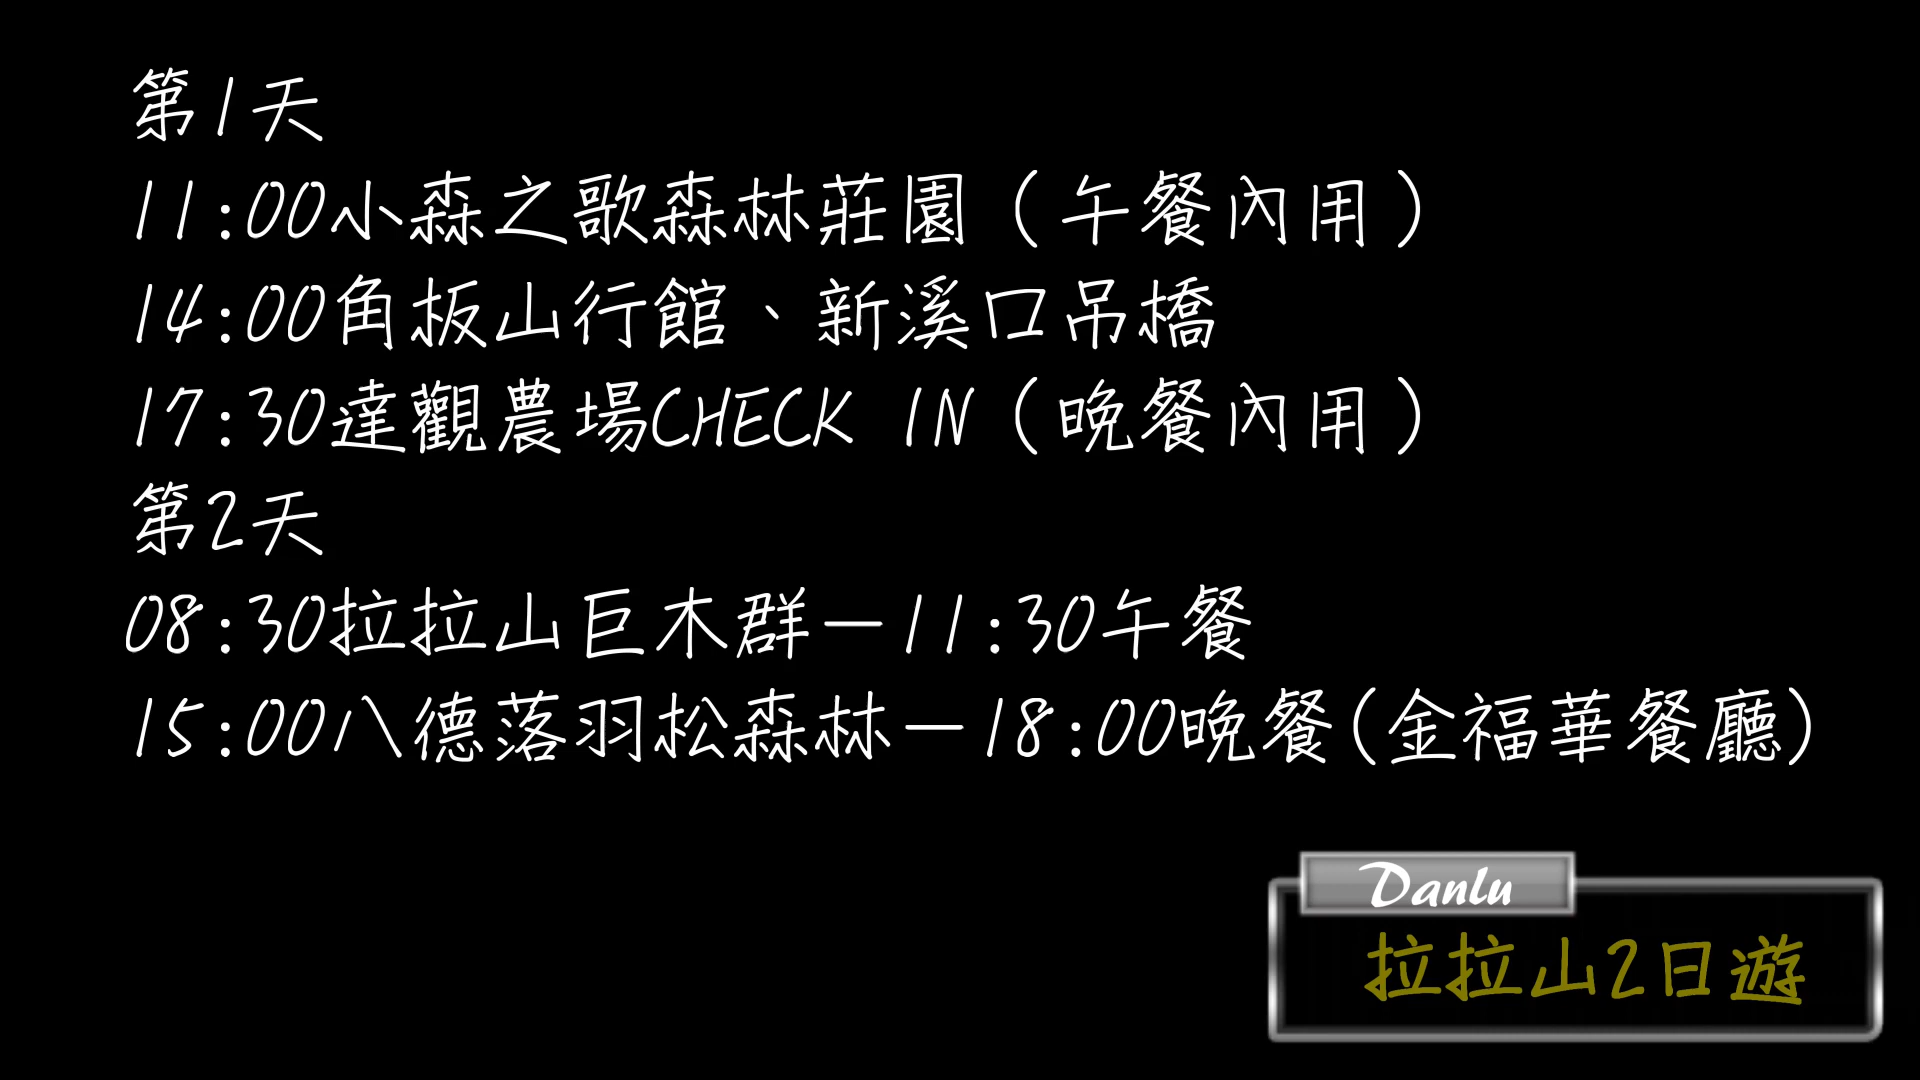 第1天
11:00小森之歌森林莊園（午餐內用）
14:00角板山行館、新溪口吊橋
17:30達觀農場CHECK IN（晚餐內用）
第2天
08:30拉拉山巨木群－11:30午餐
15:00八德落羽松森林－18:00晚餐(金福華餐廳)
Danlu
拉拉山2日遊